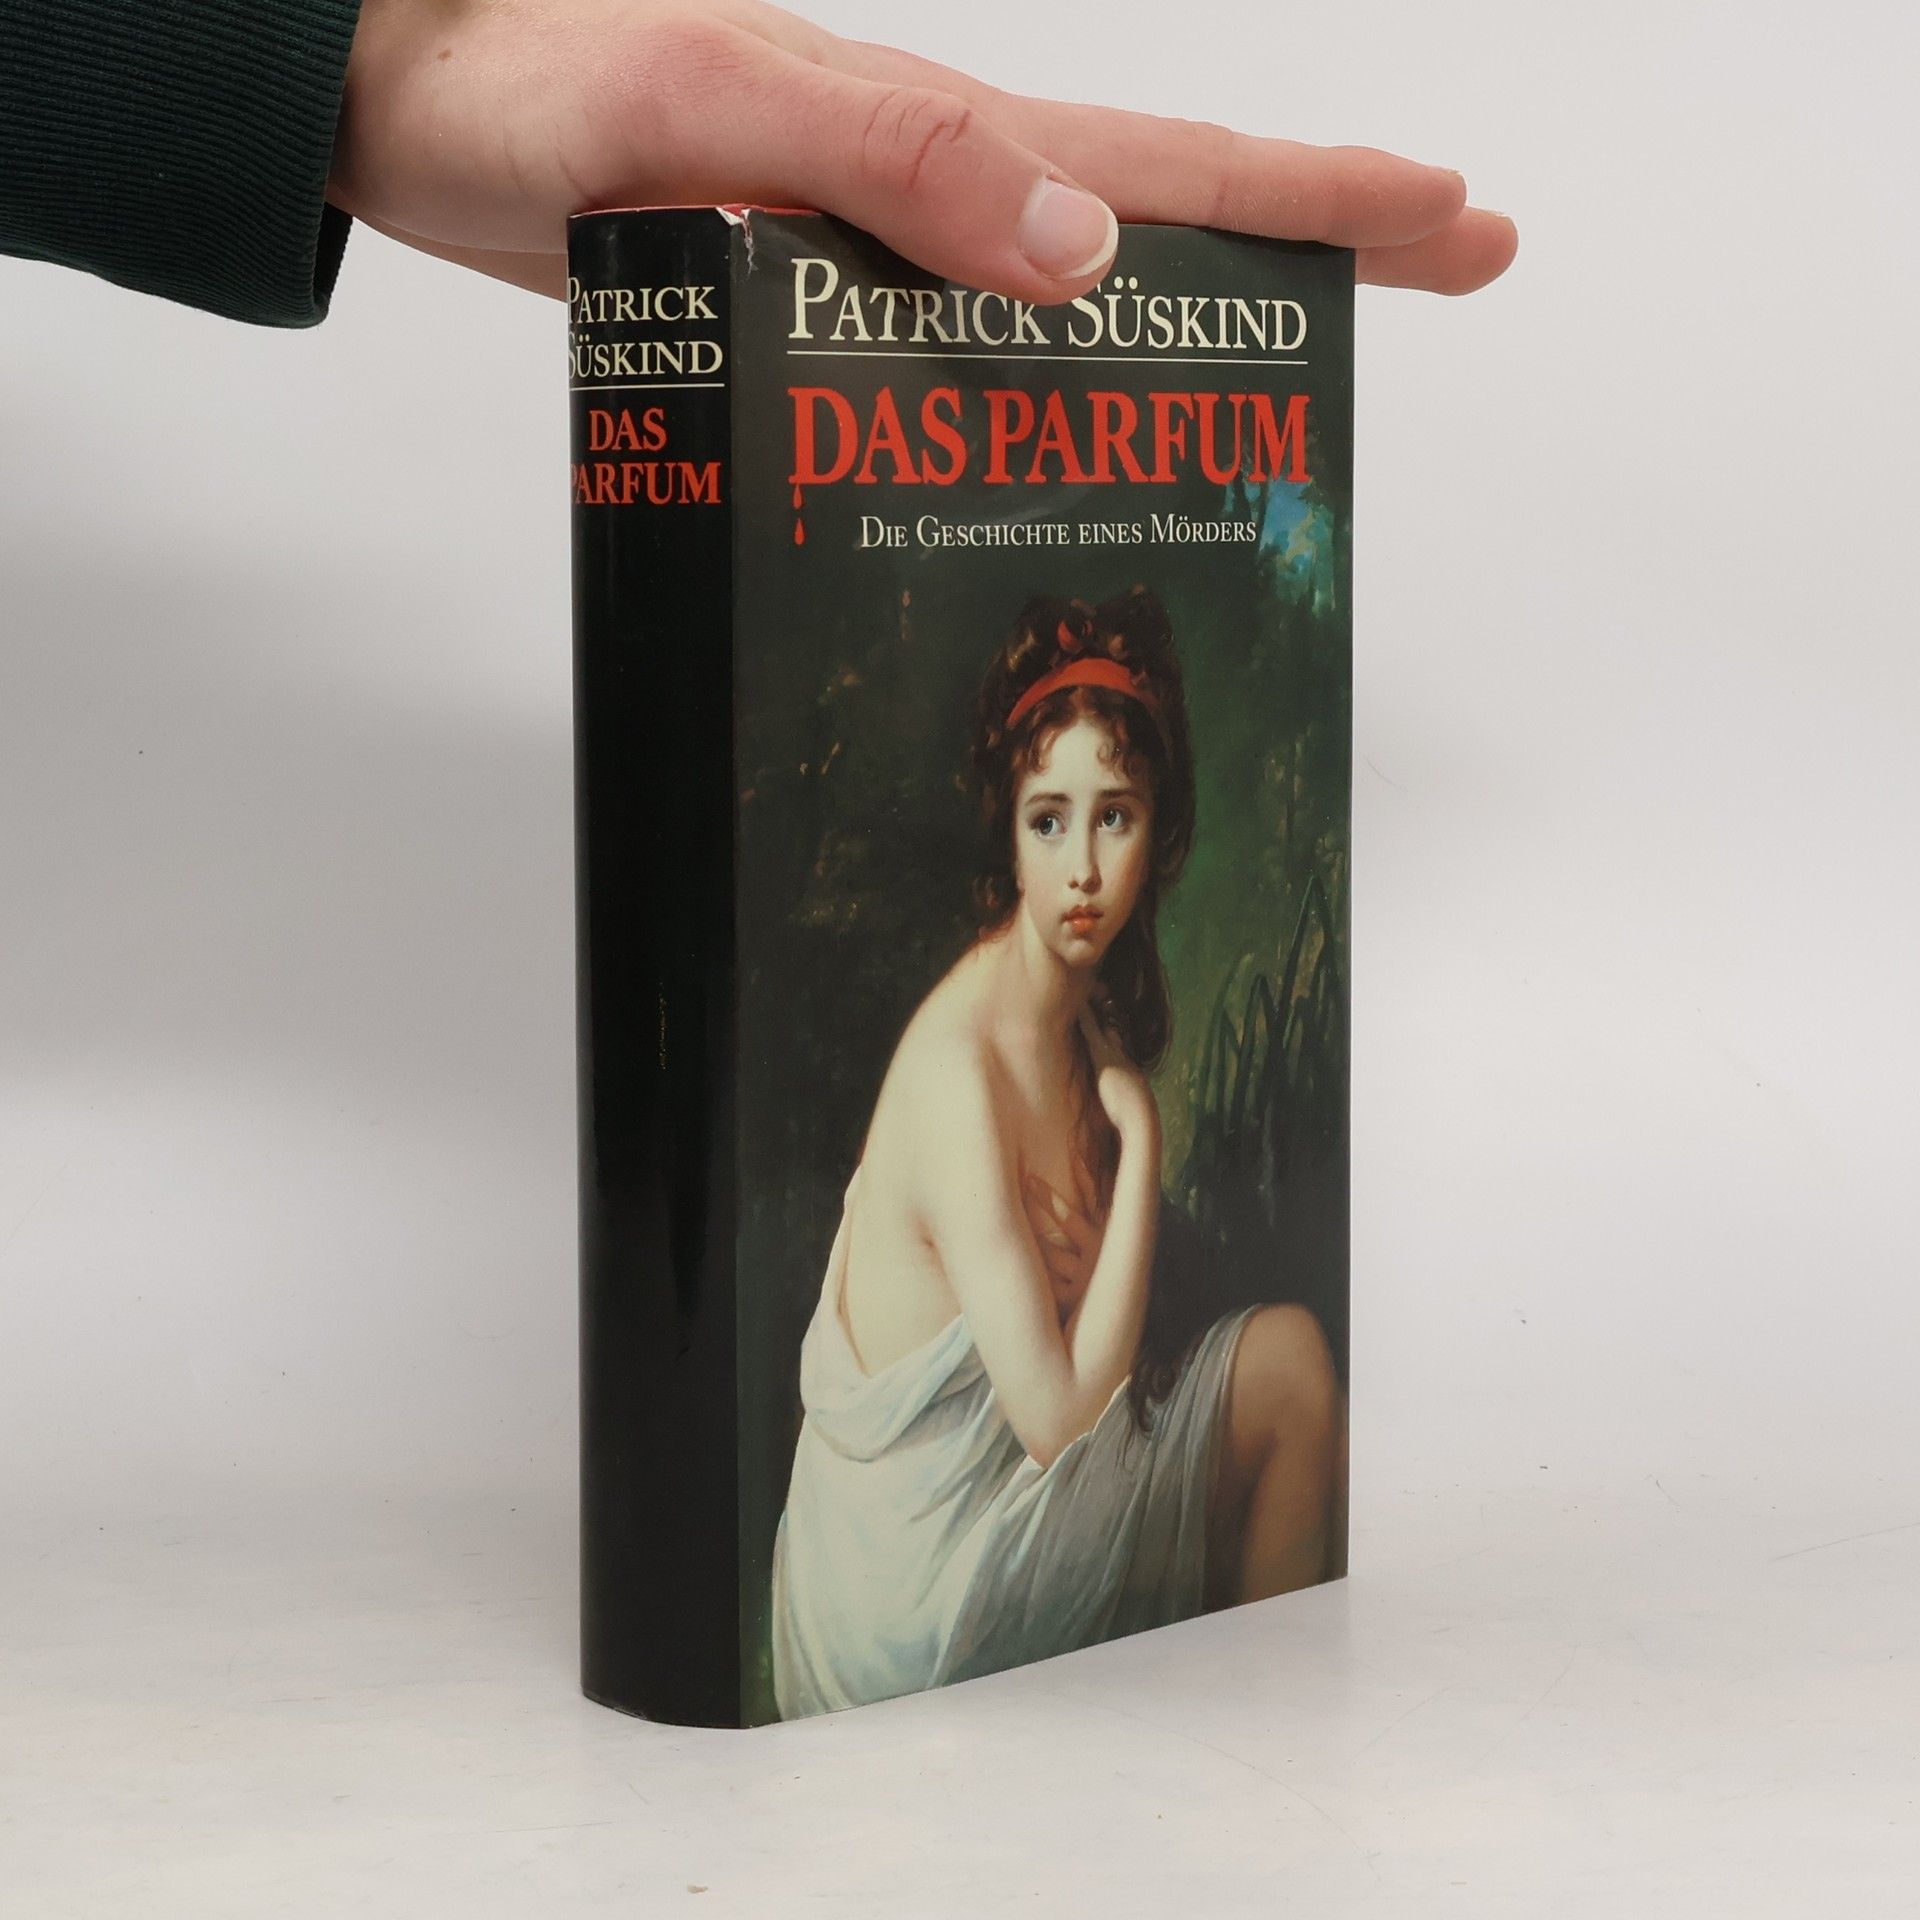 PATRICK
SÜSKIND
DAS
PARFUM
PATRICK SÜSKIND
DAS PARFUM
DIE GESCHICHTE EINES MÖRDERS